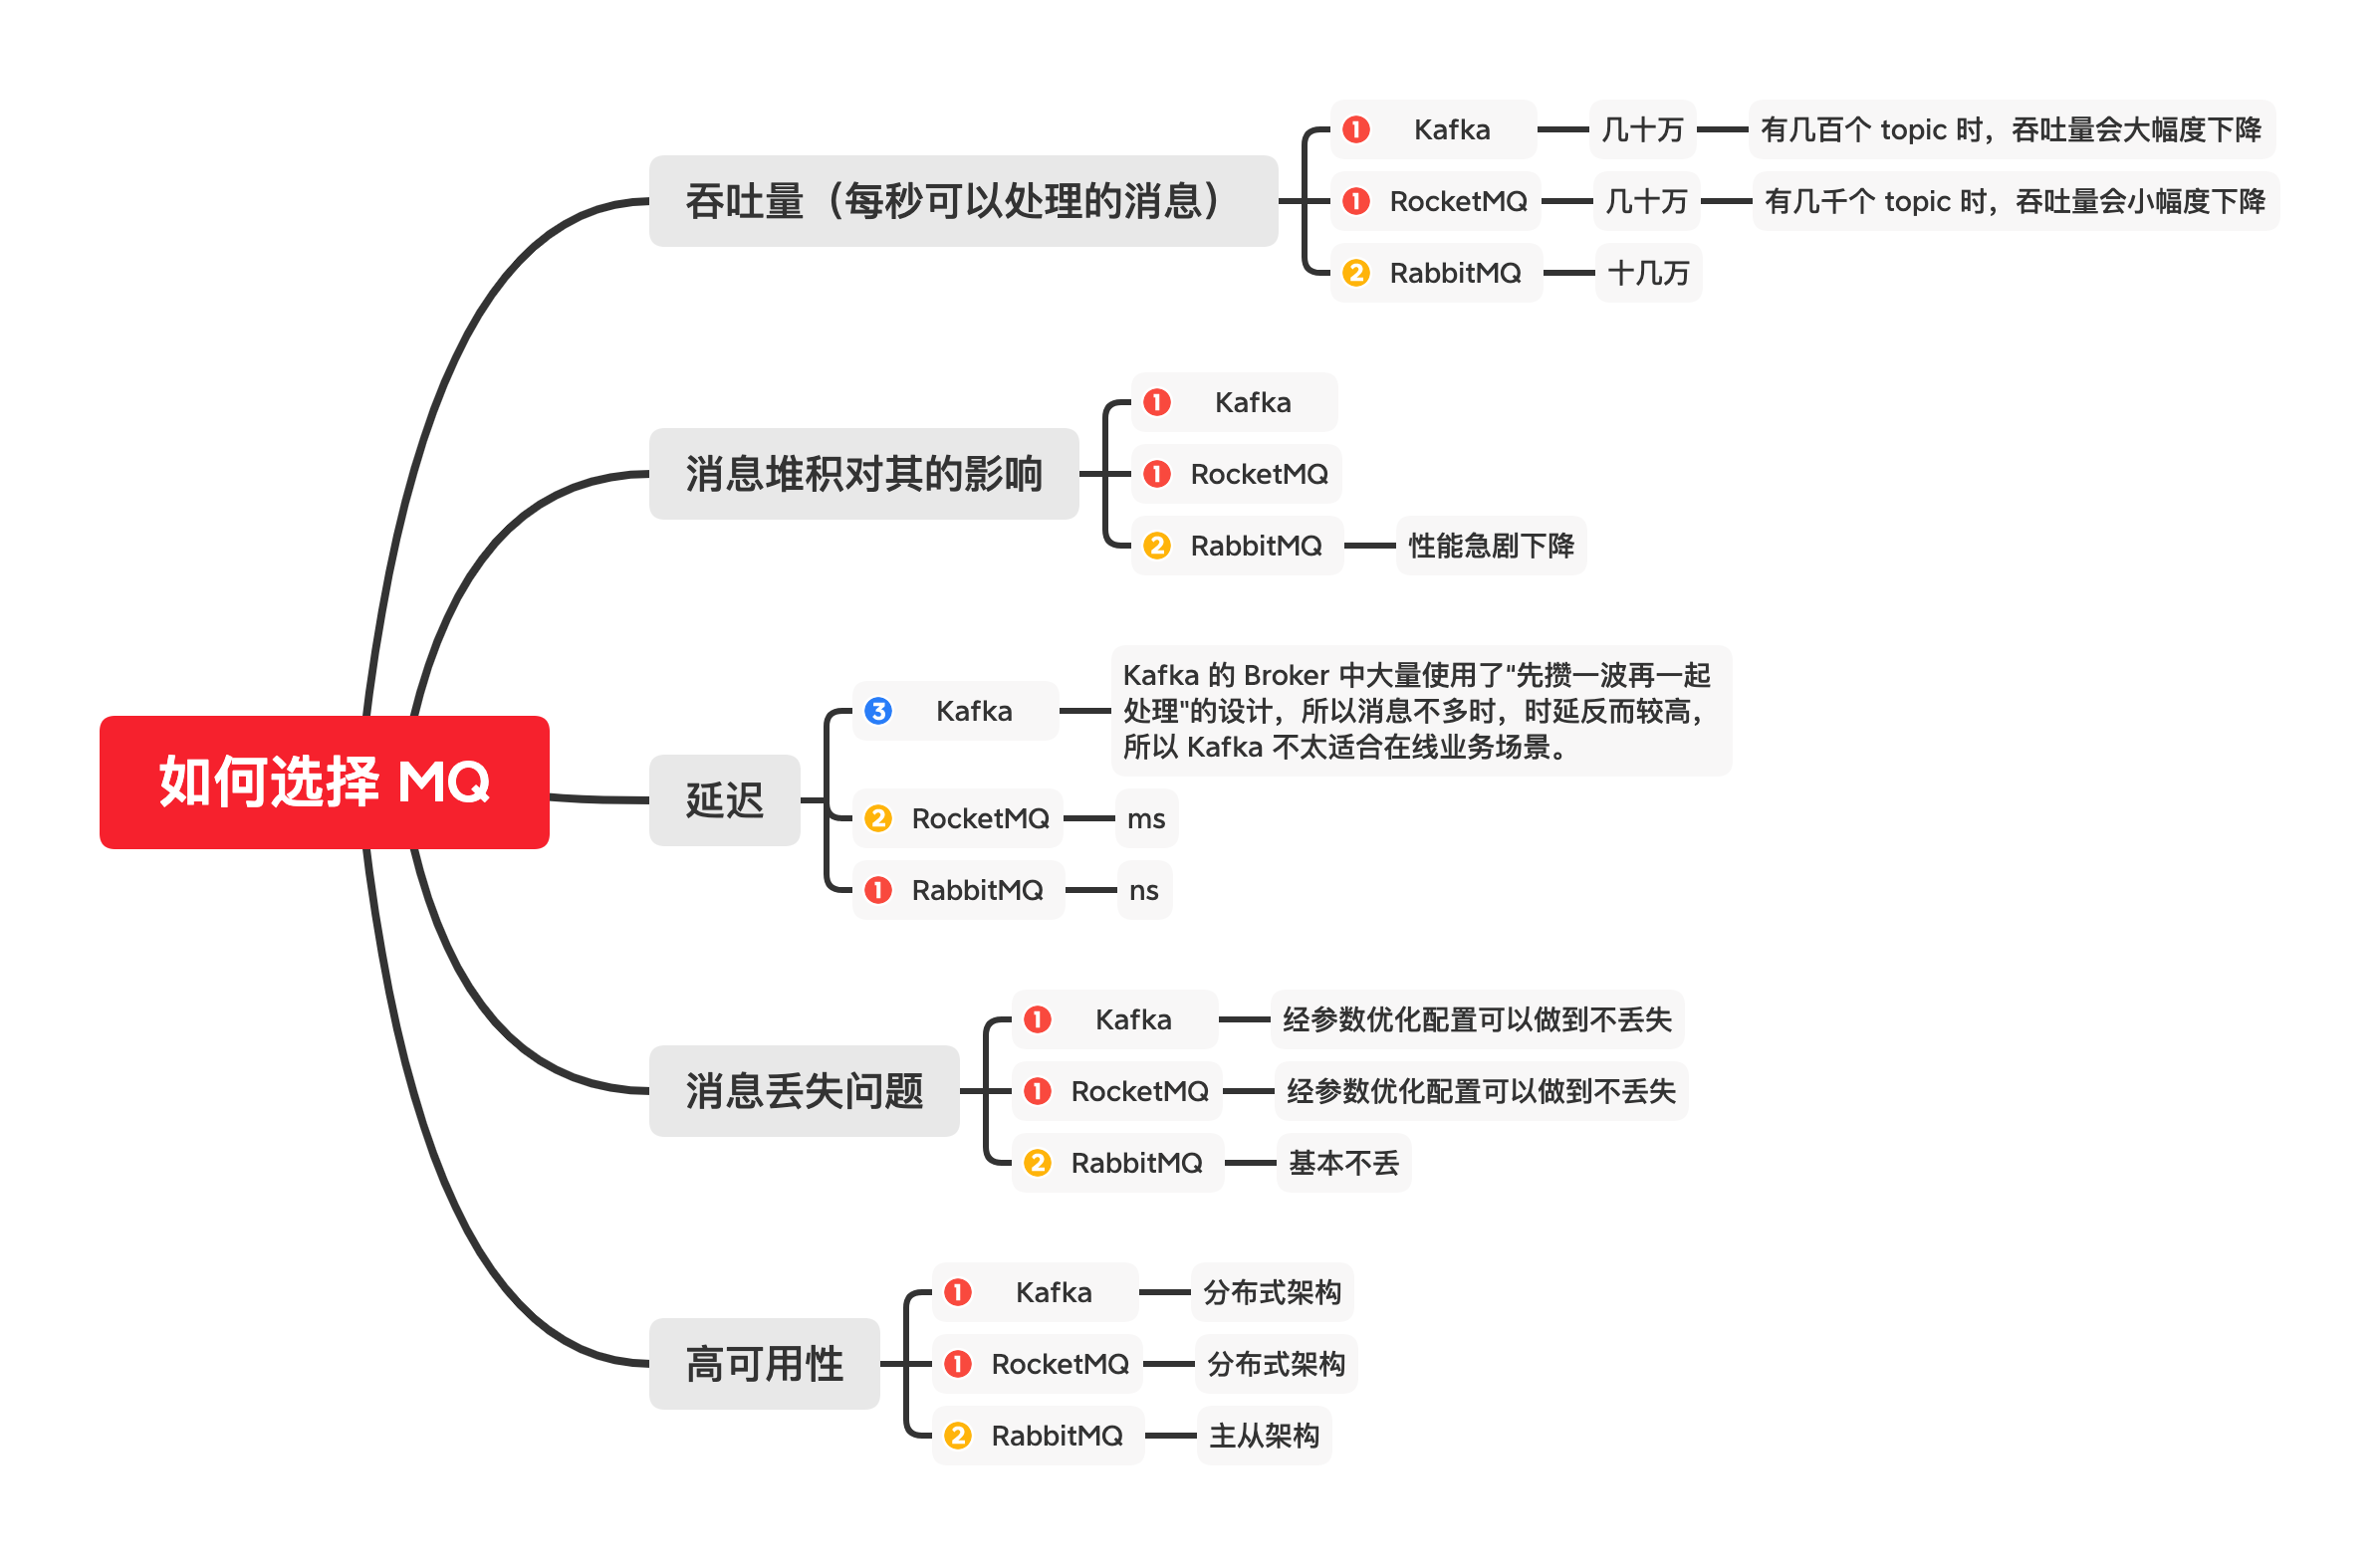 如何选择 MQ
吞吐量（每秒可以处理的消息）
1 Kafka
几十万
有几百个 topic 时，吞吐量会大幅度下降
1 RocketMQ
几十万
有几千个 topic 时，吞吐量会小幅度下降
2 RabbitMQ
十几万
消息堆积对其的影响
1 Kafka
1 RocketMQ
2 RabbitMQ
性能急剧下降
延迟
3 Kafka
Kafka 的 Broker 中大量使用了"先攒一波再一起
处理"的设计，所以消息不多时，时延反而较高，
所以 Kafka 不太适合在线业务场景。
2 RocketMQ
ms
1 RabbitMQ
ns
消息丢失问题
1 Kafka
经参数优化配置可以做到不丢失
1 RocketMQ
经参数优化配置可以做到不丢失
2 RabbitMQ
基本不丢
高可用性
1 Kafka
分布式架构
1 RocketMQ
分布式架构
2 RabbitMQ
主从架构